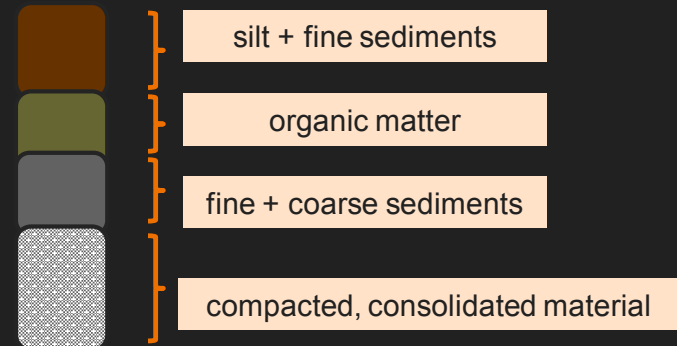 silt + fine sediments
organic matter
fine + coarse sediments
compacted, consolidated material